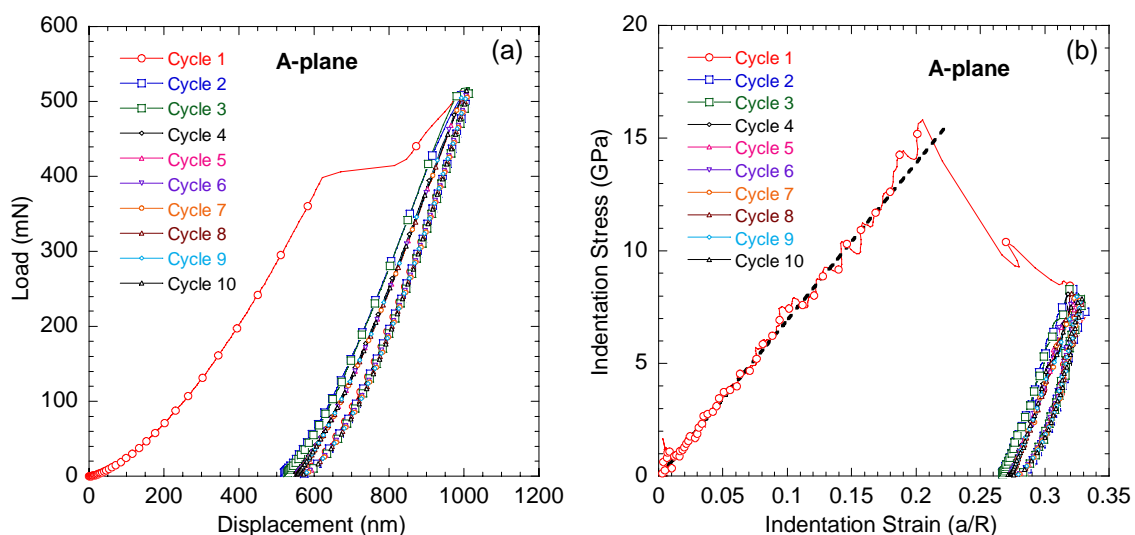 600
500
400
300
200
100
0
Load (mN)
(a)
A-plane
Cycle 1
Cycle 2
Cycle 3
Cycle 4
Cycle 5
Cycle 6
Cycle 7
Cycle 8
Cycle 9
Cycle 10
0 200 400 600 800 1000 1200
Displacement (nm)
20
15
10
5
0
Indentation Stress (GPa)
(b)
A-plane
Cycle 1
Cycle 2
Cycle 3
Cycle 4
Cycle 5
Cycle 6
Cycle 7
Cycle 8
Cycle 9
Cycle 10
0 0.05 0.1 0.15 0.2 0.25 0.3 0.35
Indentation Strain (a/R)